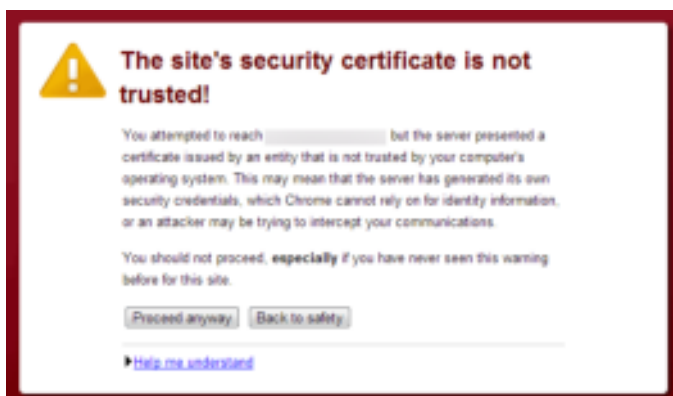 The site's security certificate is not
trusted!
You attempted to reach but the server presented a
certificate issued by an entity that is not trusted by your computer's
operating system. This may mean that the server has generated its own
security credentials, which Chrome cannot rely on for identity information,
or an attacker may be trying to intercept your communications.
You should not proceed, especially if you have never seen this warning
before for this site.
Proceed anyway Back to safety
Help me understand